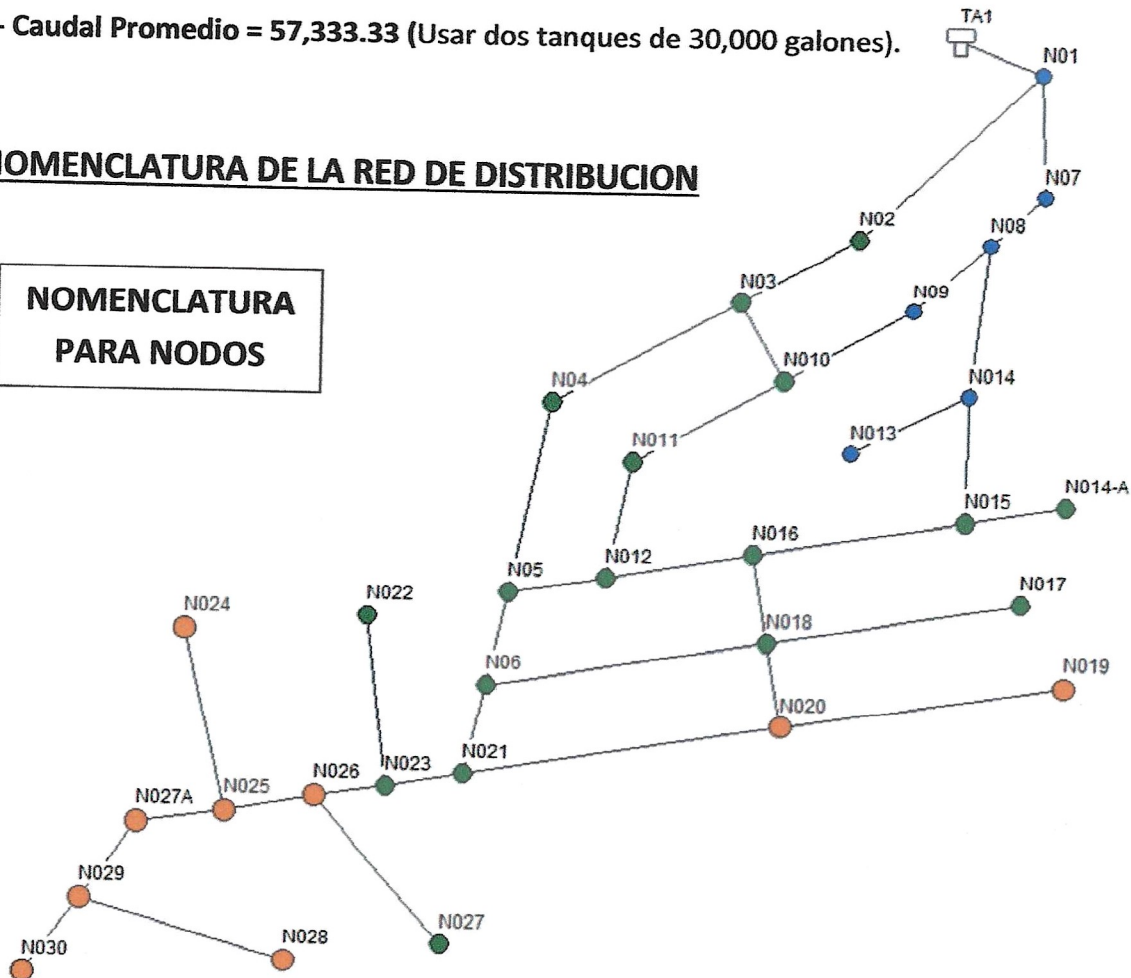 - Caudal Promedio = 57,333.33 (Usar dos tanques de 30,000 galones).
TA1
N01
NOMENCLATURA DE LA RED DE DISTRIBUCION
N07
N02
N08
NOMENCLATURA
PARA NODOS
N03
N09
N010
N04
N014
N011
N013
N014-A
N015
N016
N012
N05
N022
N017
N024
N018
N06
N019
N020
N021
N023
N026
N025
N027A
N029
N027
N028
N030